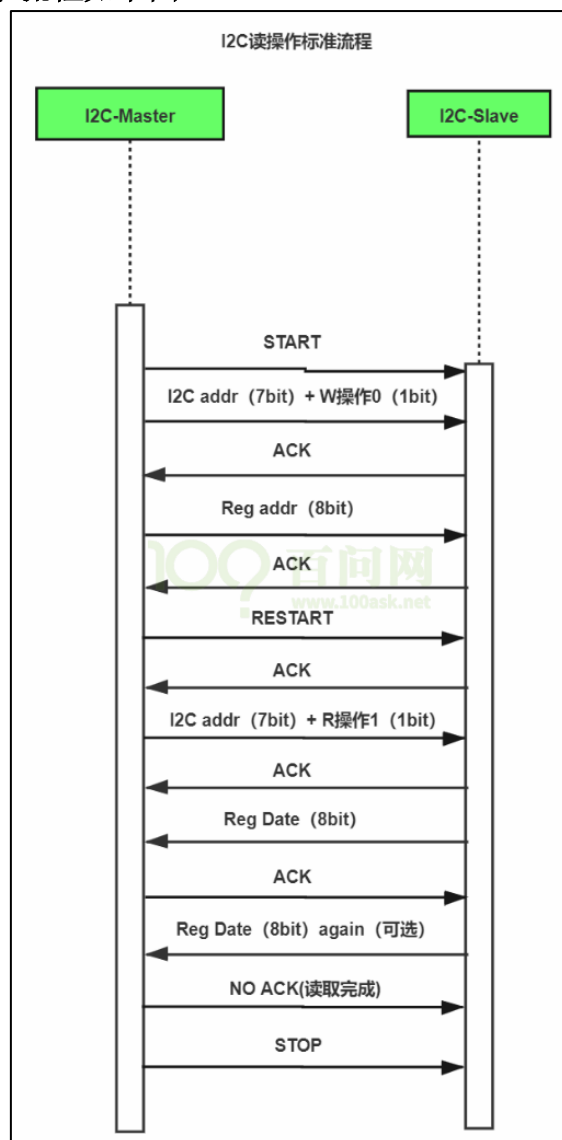 I2C读操作标准流程
I2C-Master
I2C-Slave
START
I2C addr（7bit）+ W操作0（1bit）
ACK
Reg addr（8bit）
ACK
100? 百问网
www.100ask.net
RESTART
ACK
I2C addr（7bit）+ R操作1（1bit）
ACK
Reg Date（8bit）
ACK
Reg Date（8bit）again（可选）
NO ACK(读取完成)
STOP